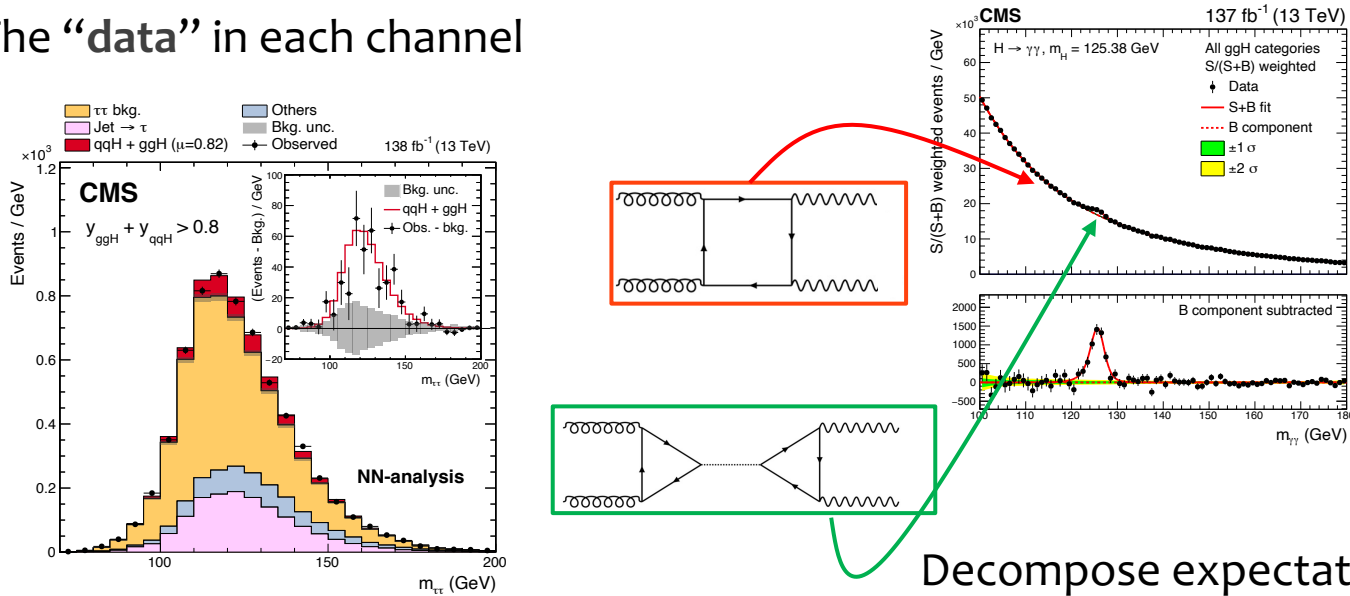 he “data” in each channel
ττ bkg.
Jet → τ
qqH + ggH (μ=0.82)
Others
Bkg. unc.
Observed
×10³
138 fb⁻¹ (13 TeV)
CMS
y_ggH + y_qqH > 0.8
Events / GeV
1.2
1
0.8
0.6
0.4
0.2
0
100
150
200
m_ττ (GeV)
NN-analysis
(Events - Bkg.) / GeV
100
80
60
40
20
0
−20
Bkg. unc.
qqH + ggH
Obs. - bkg.
100
150
200
m_ττ (GeV)
×10³
CMS
137 fb⁻¹ (13 TeV)
H → γγ, m_H = 125.38 GeV
All ggH categories
S/(S+B) weighted
Data
S+B fit
B component
±1 σ
±2 σ
S/(S+B) weighted events / GeV
60
50
40
30
20
10
0
B component subtracted
2000
1500
1000
500
0
−500
100
110
120
130
140
150
160
170
180
m_γγ (GeV)
Decompose expectat